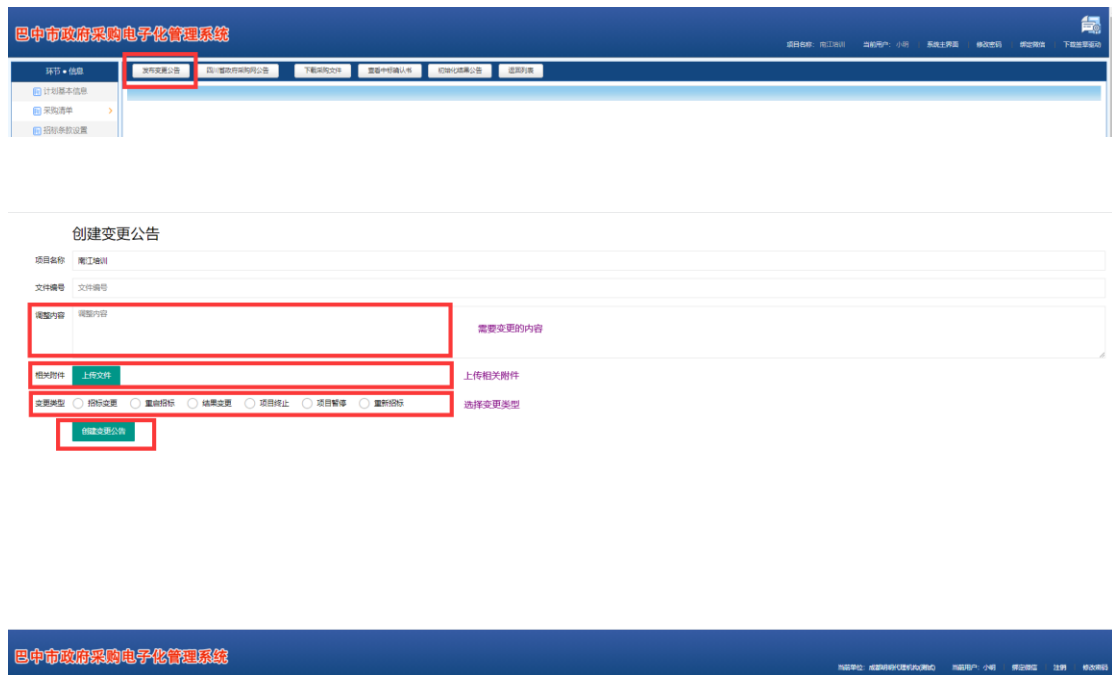 巴中市政府采购电子化管理系统
项目名称: 南江培训 当前用户: 小明 系统主界面 修改密码 绑定微信 下载签章驱动
环节•信息 发布变更公告 四川省政府采购网公告 下载采购文件 查看中标确认书 初始化结果公告 返回列表
计划基本信息
采购清单
招标条款设置
创建变更公告
项目名称 南江培训
文件编号 文件编号
调整内容 调整内容
需要变更的内容
相关附件 上传文件 上传相关附件
变更类型 招标变更 重启招标 结果变更 项目终止 项目暂停 重新招标 选择变更类型
创建变更公告
巴中市政府采购电子化管理系统
当前用户: 小明 绑定微信 注销 修改密码